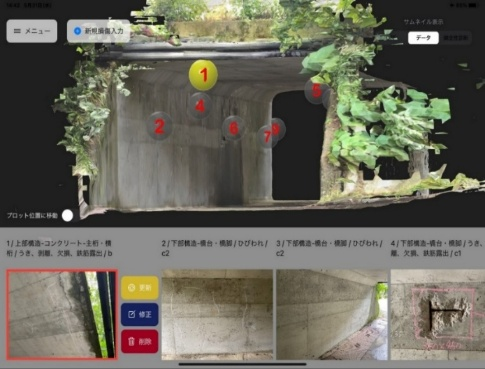 サムネイル表示
メニュー
新規損傷入力
データ
1
4
2
6
7
5
プロット位置に移動
1 / 上部構造-コンクリート-主桁・横桁 / うき、剥離、欠損、鉄筋露出 / b
2 / 下部構造-橋台・橋脚 / ひびわれ / c2
3 / 下部構造-橋台・橋脚 / ひびわれ / c2
4 / 下部構造-橋台・橋脚 / うき、
離、欠損、鉄筋露出 / c1
更新
修正
削除